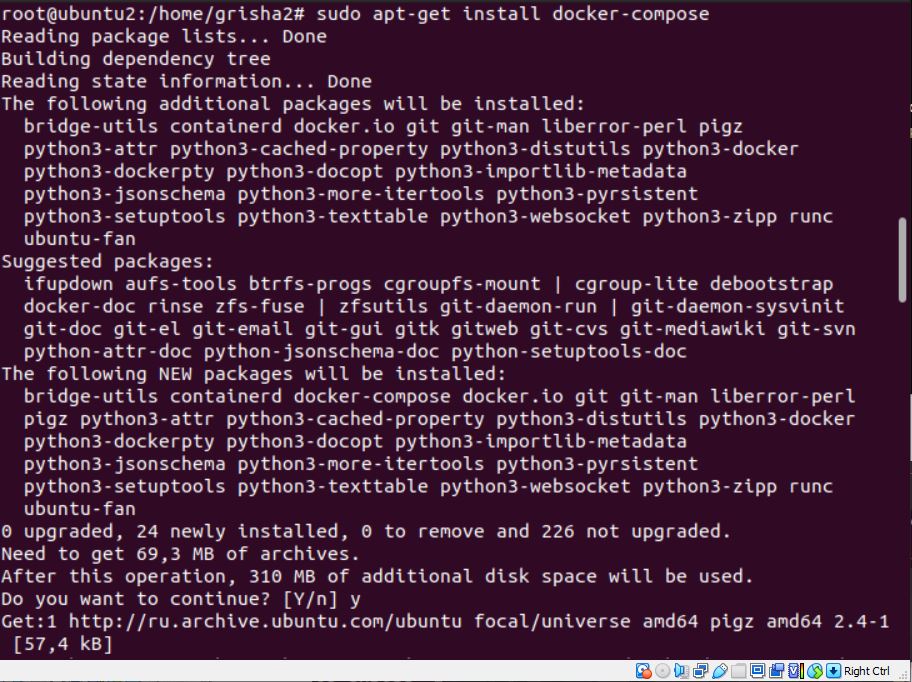 root@ubuntu2:/home/grisha2# sudo apt-get install docker-compose
Reading package lists... Done
Building dependency tree
Reading state information... Done
The following additional packages will be installed:
  bridge-utils containerd docker.io git git-man liberror-perl pigz
  python3-attr python3-cached-property python3-distutils python3-docker
  python3-dockerpty python3-docopt python3-importlib-metadata
  python3-jsonschema python3-more-itertools python3-pyrsistent
  python3-setuptools python3-texttable python3-websocket python3-zipp runc
  ubuntu-fan
Suggested packages:
  ifupdown aufs-tools btrfs-progs cgroupfs-mount | cgroup-lite debootstrap
  docker-doc rinse zfs-fuse | zfsutils git-daemon-run | git-daemon-sysvinit
  git-doc git-el git-email git-gui gitk gitweb git-cvs git-mediawiki git-svn
  python-attr-doc python-jsonschema-doc python-setuptools-doc
The following NEW packages will be installed:
  bridge-utils containerd docker-compose docker.io git git-man liberror-perl
  pigz python3-attr python3-cached-property python3-distutils python3-docker
  python3-dockerpty python3-docopt python3-importlib-metadata
  python3-jsonschema python3-more-itertools python3-pyrsistent
  python3-setuptools python3-texttable python3-websocket python3-zipp runc
  ubuntu-fan
0 upgraded, 24 newly installed, 0 to remove and 226 not upgraded.
Need to get 69,3 MB of archives.
After this operation, 310 MB of additional disk space will be used.
Do you want to continue? [Y/n] y
Get:1 http://ru.archive.ubuntu.com/ubuntu focal/universe amd64 pigz amd64 2.4-1
 [57,4 kB]
Right Ctrl